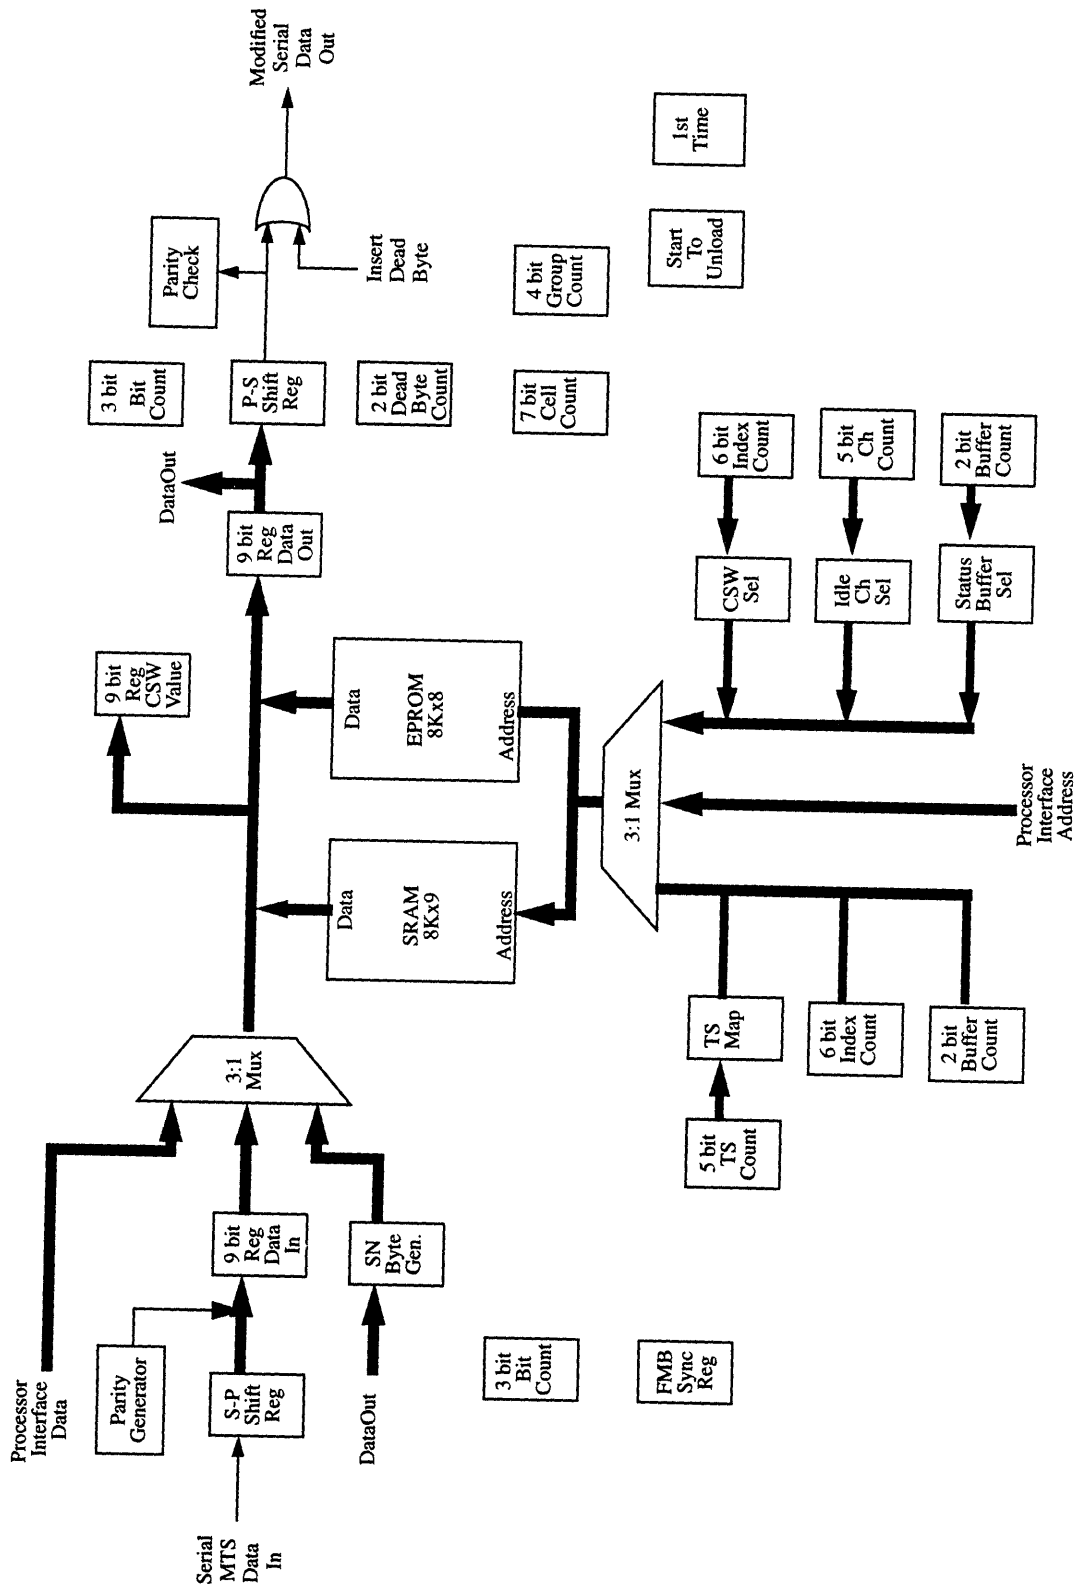 Processor
Interface
Data
Serial
MTS
Data
In
Parity
Generator
S-P
Shift
Reg
9 bit
Reg
Data
In
DataOut
SN
Byte
Gen.
3:1
Mux
9 bit
Reg
CSW
Value
9 bit
Reg
Data
Out
DataOut
3 bit
Bit
Count
P-S
Shift
Reg
2 bit
Dead
Byte
Count
Parity
Check
Insert
Dead
Byte
Modified
Serial
Data
Out
Data
SRAM
8Kx9
Address
Data
EPROM
8Kx8
Address
7 bit
Cell
Count
4 bit
Group
Count
Start
To
Unload
1st
Time
3 bit
Bit
Count
FMB
Sync
Reg
3:1 Mux
5 bit
TS
Count
TS
Map
6 bit
Index
Count
2 bit
Buffer
Count
Processor
Interface
Address
CSW
Sel
6 bit
Index
Count
Idle
Ch
Sel
5 bit
Ch
Count
Status
Buffer
Sel
2 bit
Buffer
Count